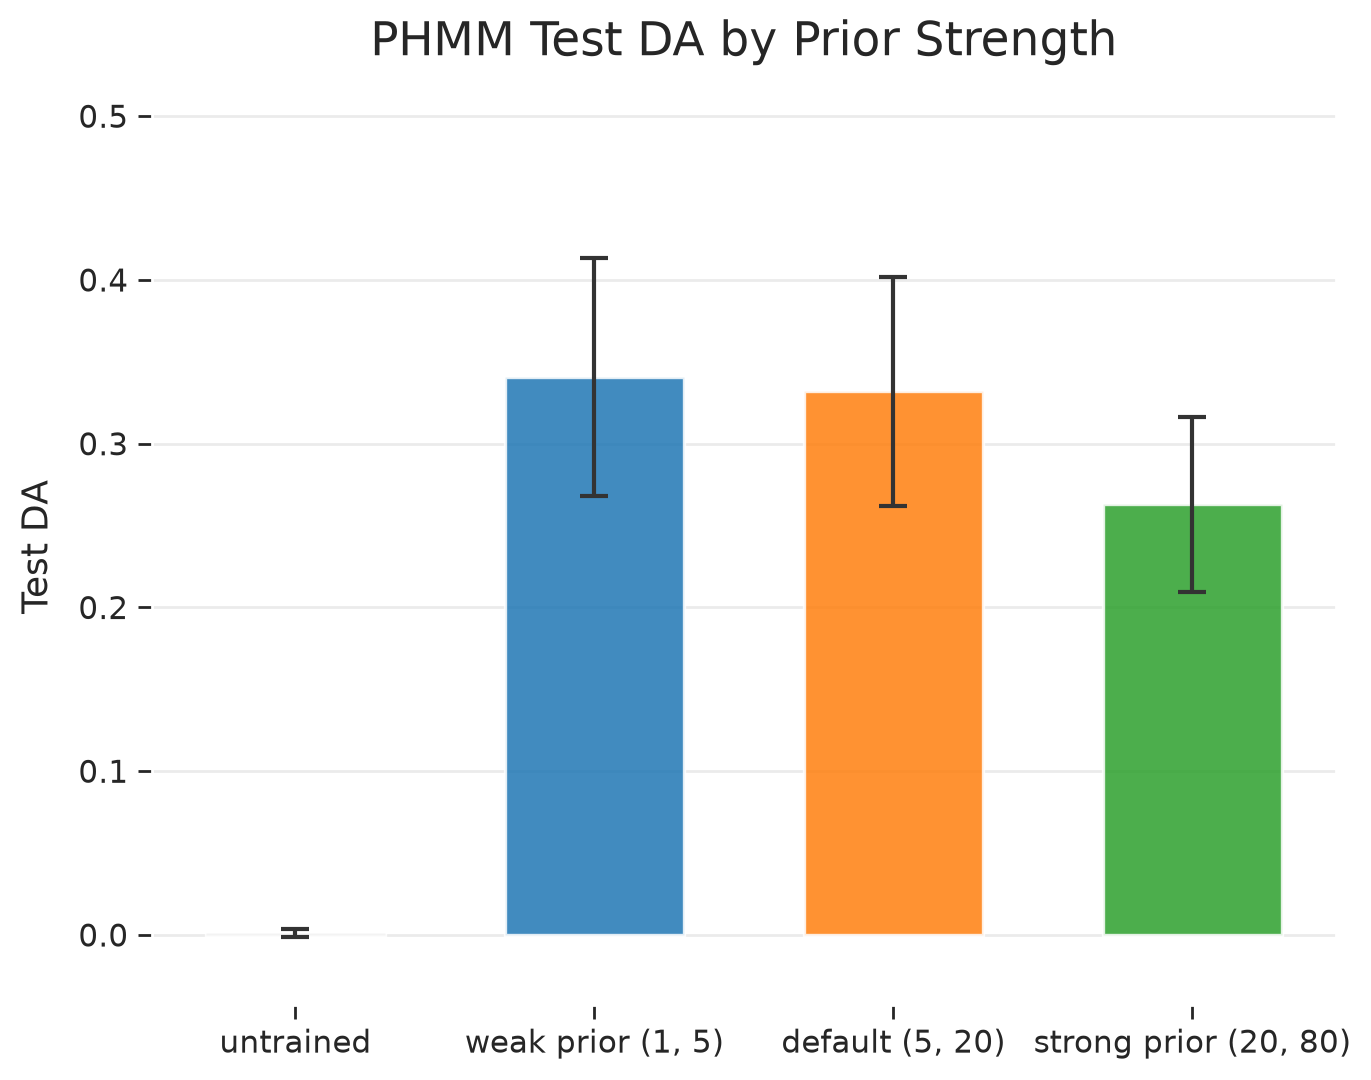 PHMM Test DA by Prior Strength
Test DA
0.5
0.4
0.3
0.2
0.1
0.0
untrained
weak prior (1, 5)
default (5, 20)
strong prior (20, 80)